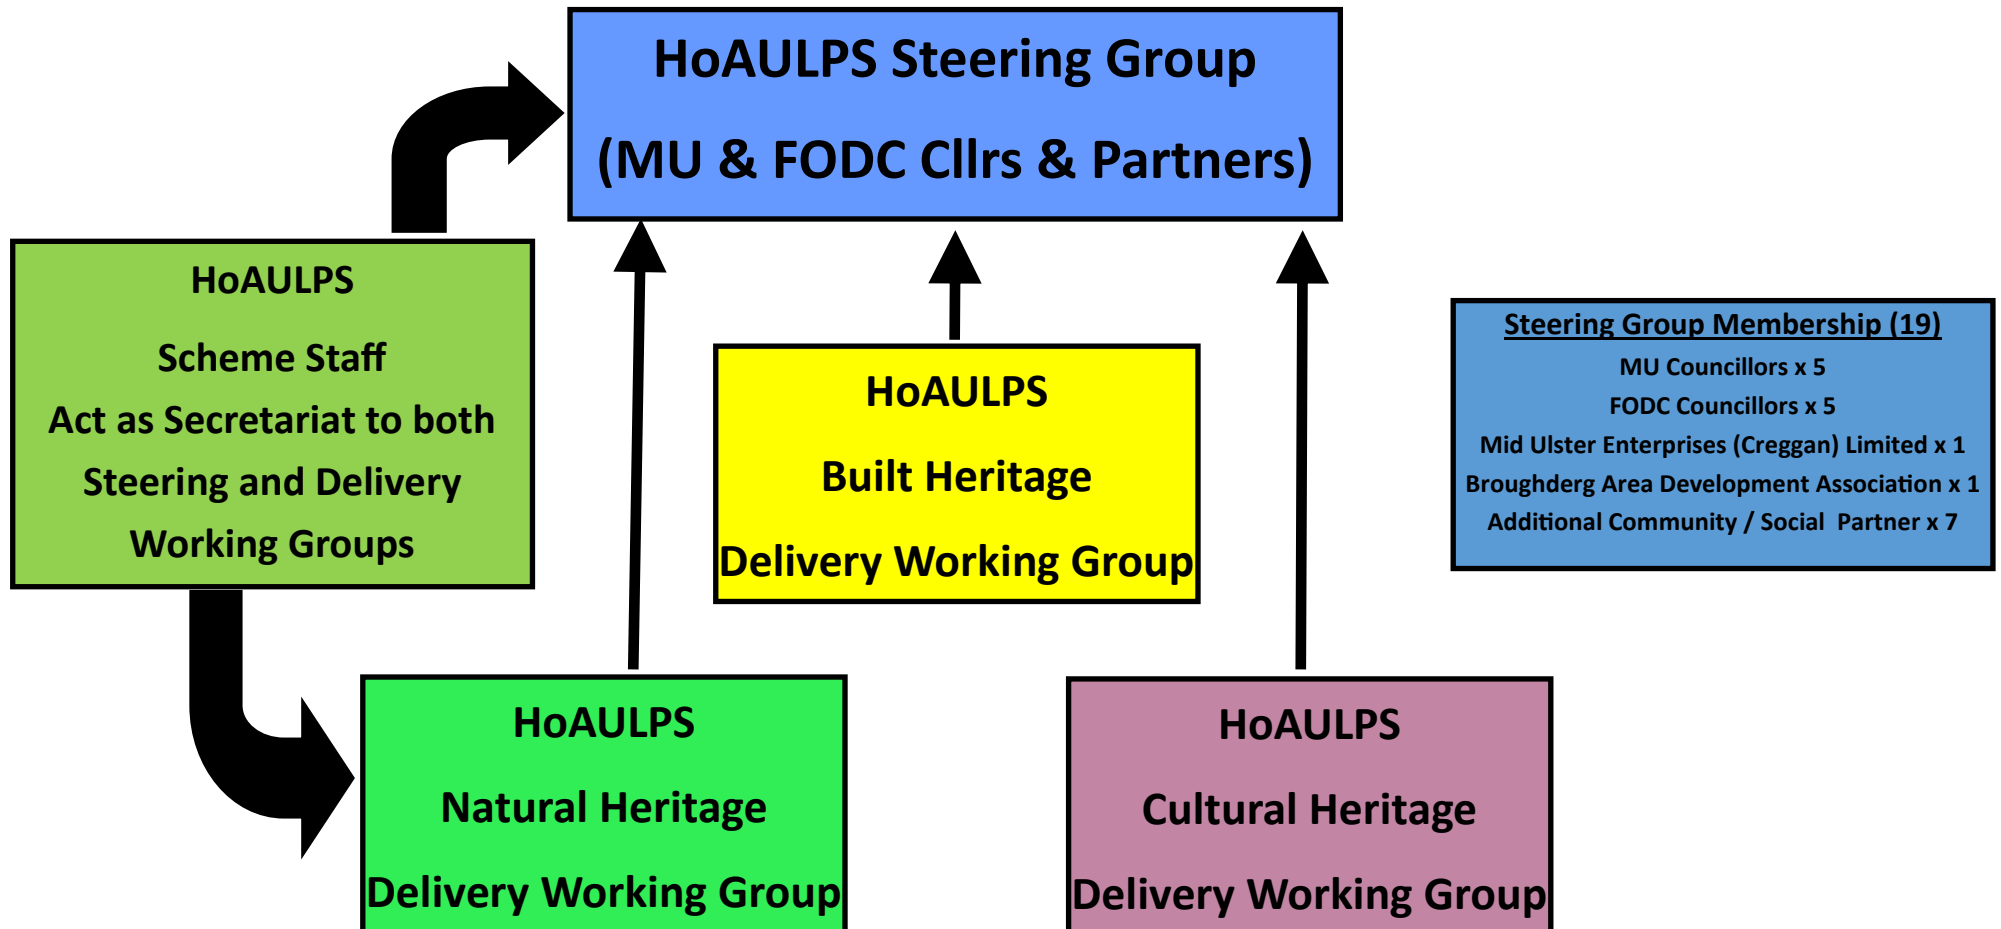 HoAULPS Steering Group
(MU & FODC Cllrs & Partners)
HoAULPS
Scheme Staff
Act as Secretariat to both
Steering and Delivery
Working Groups
HoAULPS
Built Heritage
Delivery Working Group
Steering Group Membership (19)
MU Councillors x 5
FODC Councillors x 5
Mid Ulster Enterprises (Creggan) Limited x 1
Broughderg Area Development Association x 1
Additional Community / Social  Partner x 7
HoAULPS
Natural Heritage
Delivery Working Group
HoAULPS
Cultural Heritage
Delivery Working Group